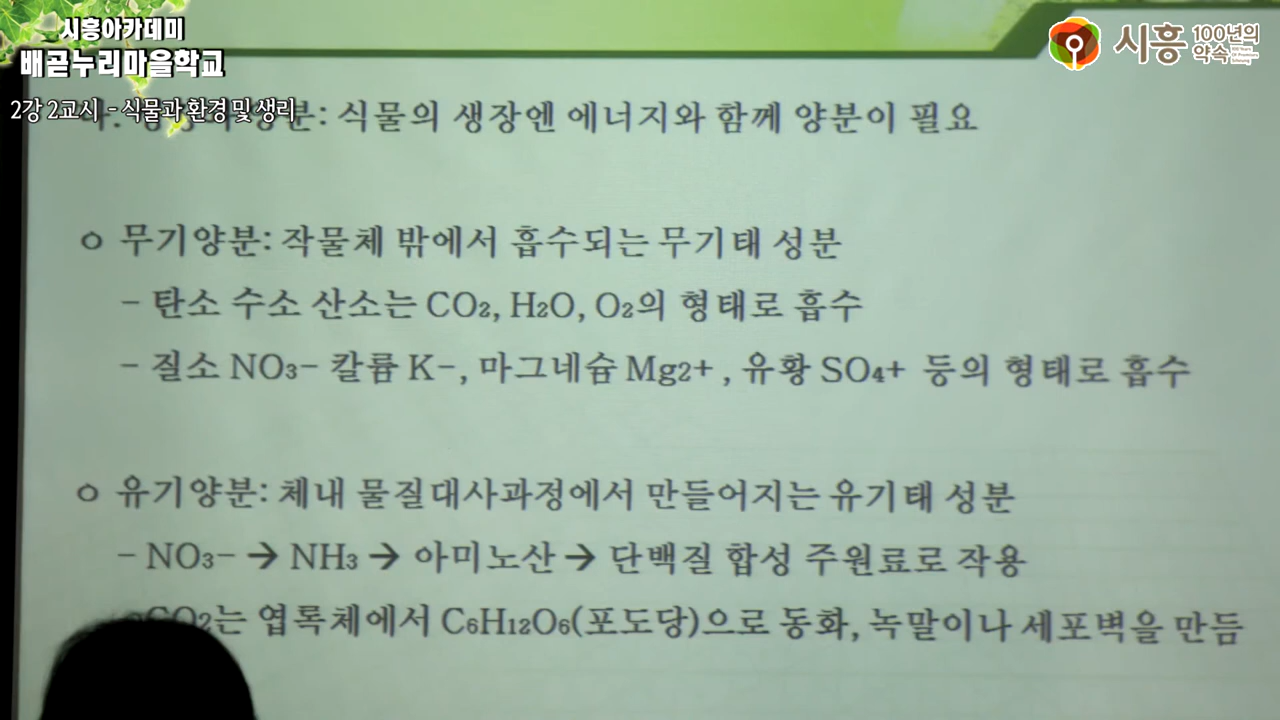 시흥아카데미
배곧누리마을학교
2강 2교시 - 식물과 환경 및 생리
시흥 100년의 약속
분: 식물의 생장엔 에너지와 함께 양분이 필요
o 무기양분: 작물체 밖에서 흡수되는 무기태 성분
- 탄소 수소 산소는 CO₂, H₂O, O₂의 형태로 흡수
- 질소 NO₃- 칼륨 K-, 마그네슘 Mg₂+ , 유황 SO₄+ 등의 형태로 흡수
o 유기양분: 체내 물질대사과정에서 만들어지는 유기태 성분
- NO₃- → NH₃ → 아미노산 → 단백질 합성 주원료로 작용
CO₂는 엽록체에서 C₆H₁₂O₆(포도당)으로 동화, 녹말이나 세포벽을 만듬